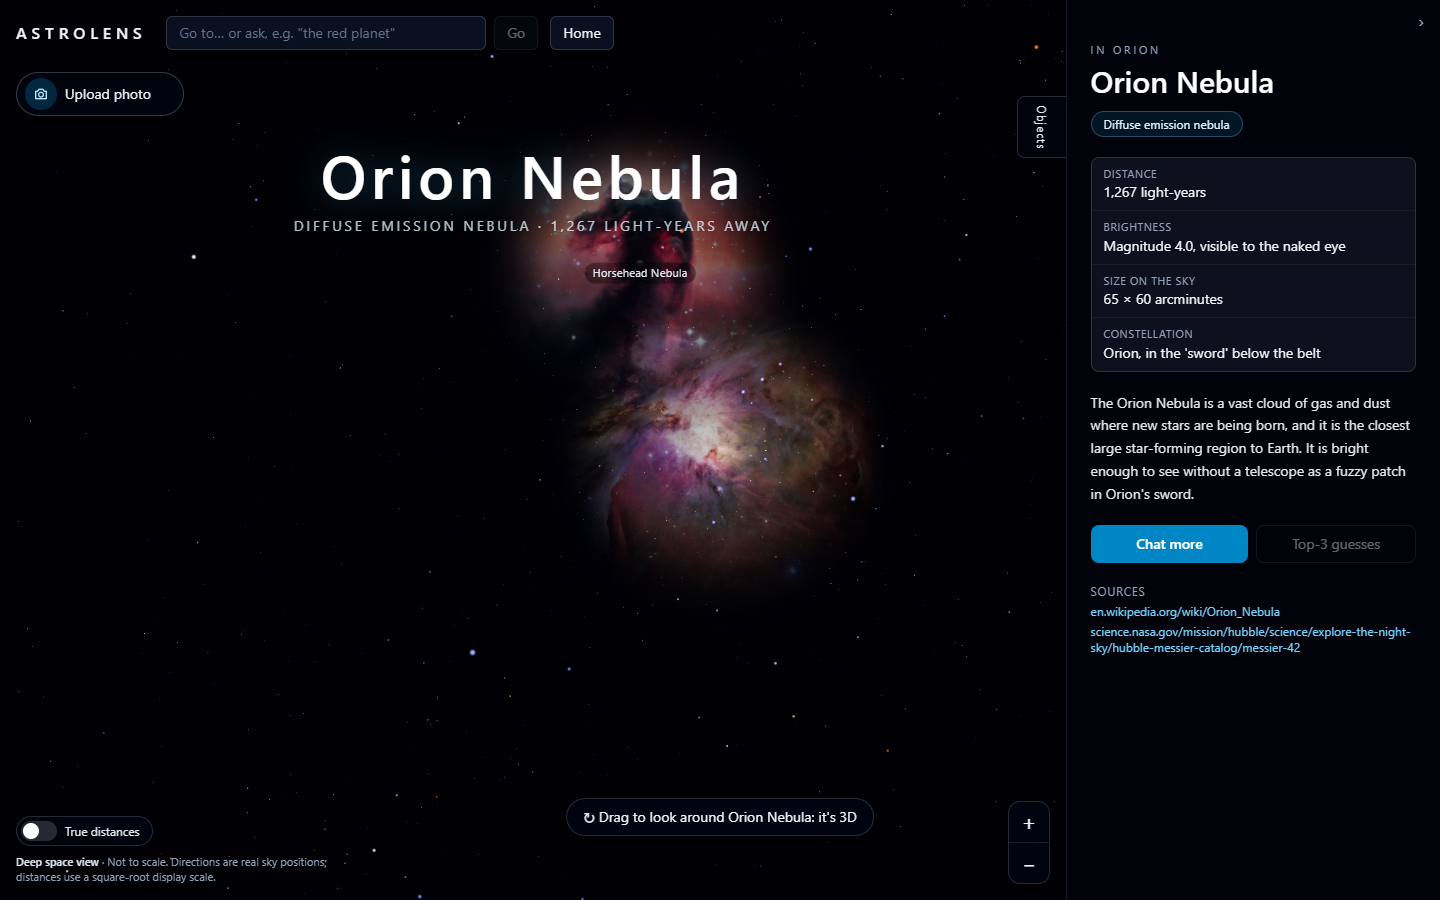 ASTROLENS
Go to... or ask, e.g. "the red planet"
Go
Home
Upload photo
Objects
Orion Nebula
DIFFUSE EMISSION NEBULA · 1,267 LIGHT-YEARS AWAY
Horsehead Nebula
↻ Drag to look around Orion Nebula: it's 3D
True distances
Deep space view · Not to scale. Directions are real sky positions;
distances use a square-root display scale.
+
−
›
IN ORION
Orion Nebula
Diffuse emission nebula
DISTANCE
1,267 light-years
BRIGHTNESS
Magnitude 4.0, visible to the naked eye
SIZE ON THE SKY
65 × 60 arcminutes
CONSTELLATION
Orion, in the 'sword' below the belt
The Orion Nebula is a vast cloud of gas and dust
where new stars are being born, and it is the closest
large star-forming region to Earth. It is bright
enough to see without a telescope as a fuzzy patch
in Orion's sword.
Chat more
Top-3 guesses
SOURCES
en.wikipedia.org/wiki/Orion_Nebula
science.nasa.gov/mission/hubble/science/explore-the-night-
sky/hubble-messier-catalog/messier-42